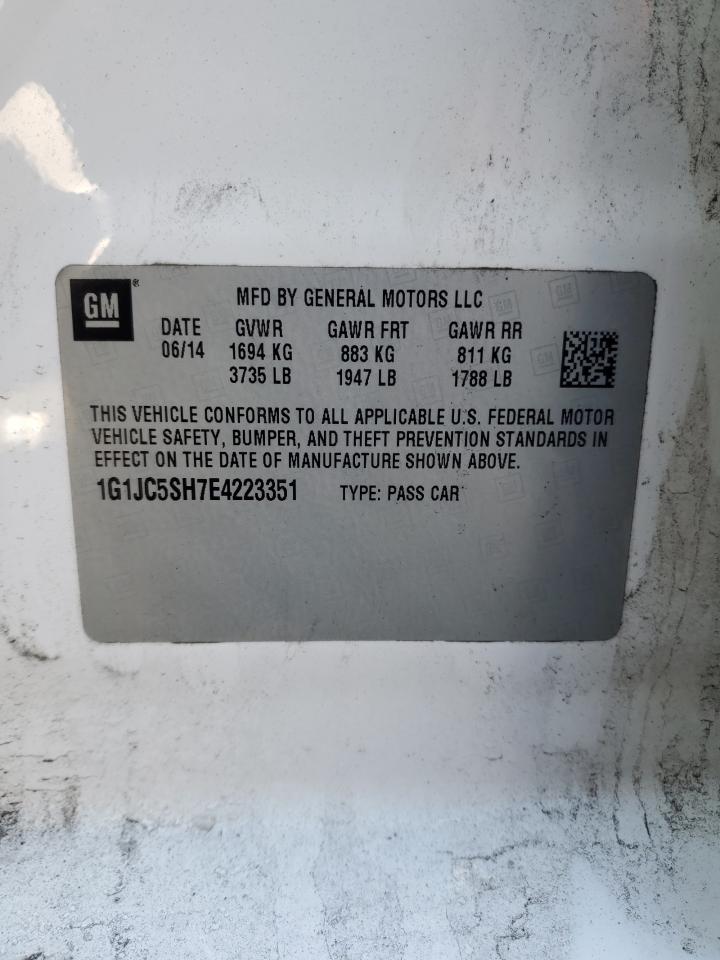 GM ® MFD BY GENERAL MOTORS LLC
DATE GVWR GAWR FRT GAWR RR
06/14 1694 KG 883 KG 811 KG
3735 LB 1947 LB 1788 LB
THIS VEHICLE CONFORMS TO ALL APPLICABLE U.S. FEDERAL MOTOR
VEHICLE SAFETY, BUMPER, AND THEFT PREVENTION STANDARDS IN
EFFECT ON THE DATE OF MANUFACTURE SHOWN ABOVE.
1G1JC5SH7E4223351 TYPE: PASS CAR